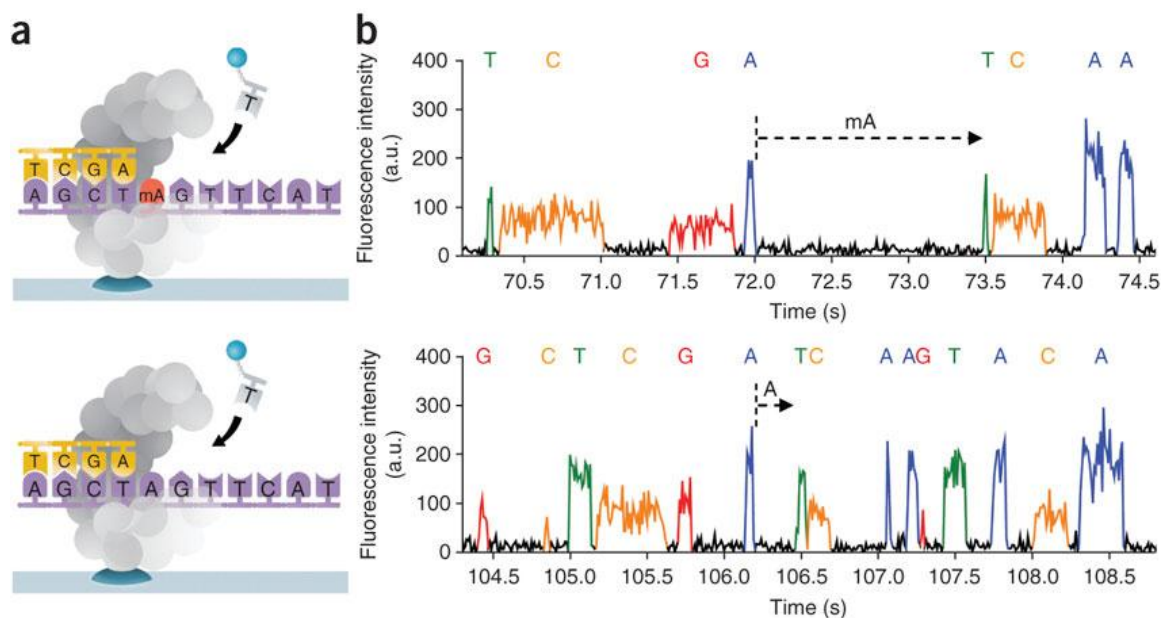 a
T
T C G A
A G C T mA G T T C A T
T
T C G A
A G C T A G T T C A T
b
T C G A T C A A
400
300
200
100
0
Fluorescence intensity
(a.u.)
mA
70.5 71.0 71.5 72.0 72.5 73.0 73.5 74.0 74.5
Time (s)
G C T C G A T C A A G T A C A
400
300
200
100
0
Fluorescence intensity
(a.u.)
A
104.5 105.0 105.5 106.0 106.5 107.0 107.5 108.0 108.5
Time (s)